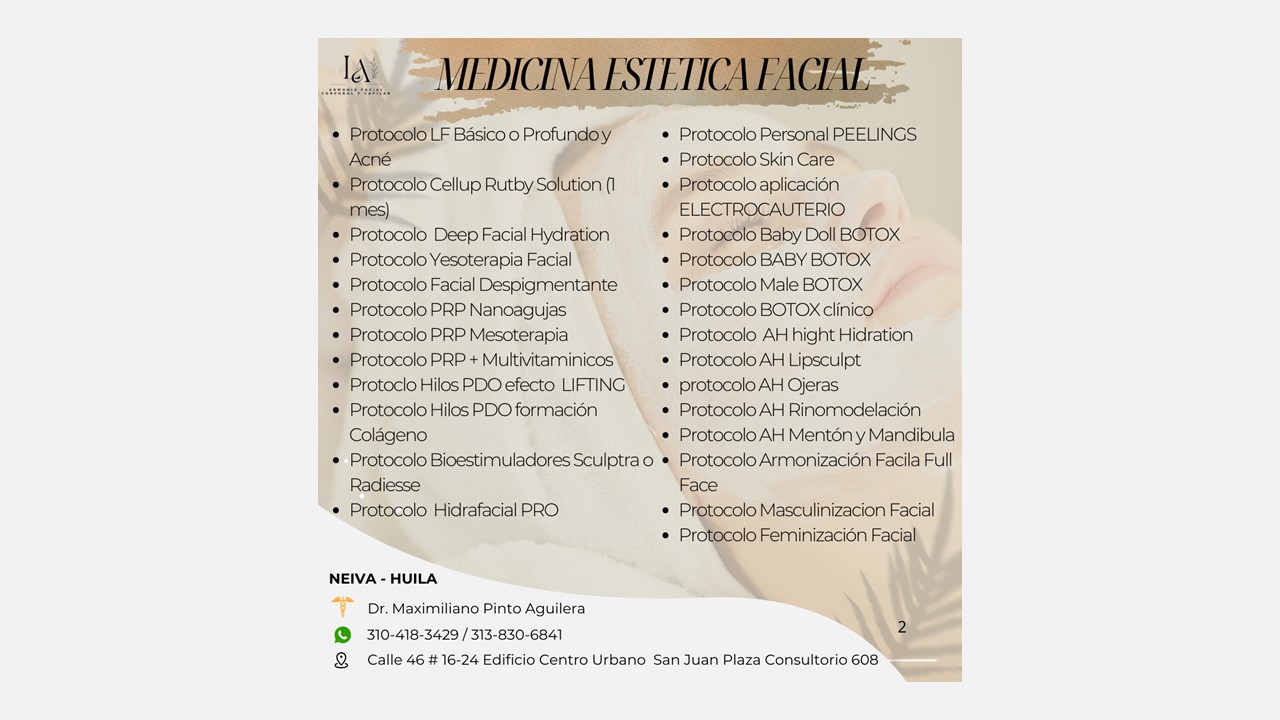 LA
ARMONIA FACIAL
CORPORAL Y CAPILAR
MEDICINA ESTETICA FACIAL
Protocolo LF Básico o Profundo y
Acné
Protocolo Cellup Rutby Solution (1
mes)
Protocolo Deep Facial Hydration
Protocolo Yesoterapia Facial
Protocolo Facial Despigmentante
Protocolo PRP Nanoagujas
Protocolo PRP Mesoterapia
Protocolo PRP + Multivitaminicos
Protoclo Hilos PDO efecto LIFTING
Protocolo Hilos PDO formación
Colágeno
Protocolo Bioestimuladores Sculptra o
Radiesse
Protocolo Hidrafacial PRO
Protocolo Personal PEELINGS
Protocolo Skin Care
Protocolo aplicación
ELECTROCAUTERIO
Protocolo Baby Doll BOTOX
Protocolo BABY BOTOX
Protocolo Male BOTOX
Protocolo BOTOX clínico
Protocolo AH hight Hidration
Protocolo AH Lipsculpt
protocolo AH Ojeras
Protocolo AH Rinomodelación
Protocolo AH Mentón y Mandibula
Protocolo Armonización Facila Full
Face
Protocolo Masculinizacion Facial
Protocolo Feminización Facial
NEIVA - HUILA
Dr. Maximiliano Pinto Aguilera
310-418-3429 / 313-830-6841
Calle 46 # 16-24 Edificio Centro Urbano San Juan Plaza Consultorio 608
2